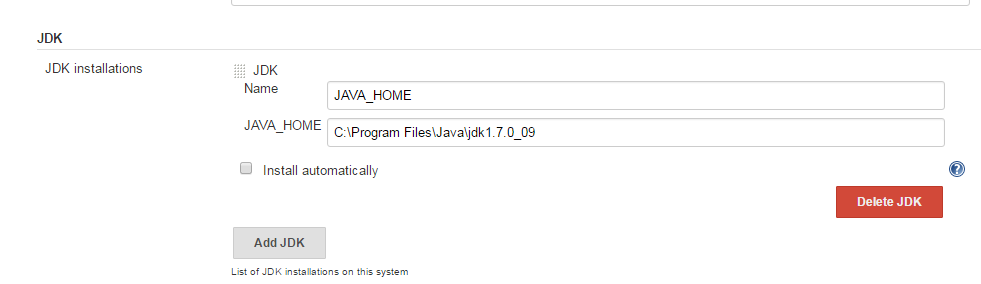 JDK
JDK installations
JDK
Name
JAVA_HOME
JAVA_HOME
C:\Program Files\Java\jdk1.7.0_09
Install automatically
?
Delete JDK
Add JDK
List of JDK installations on this system